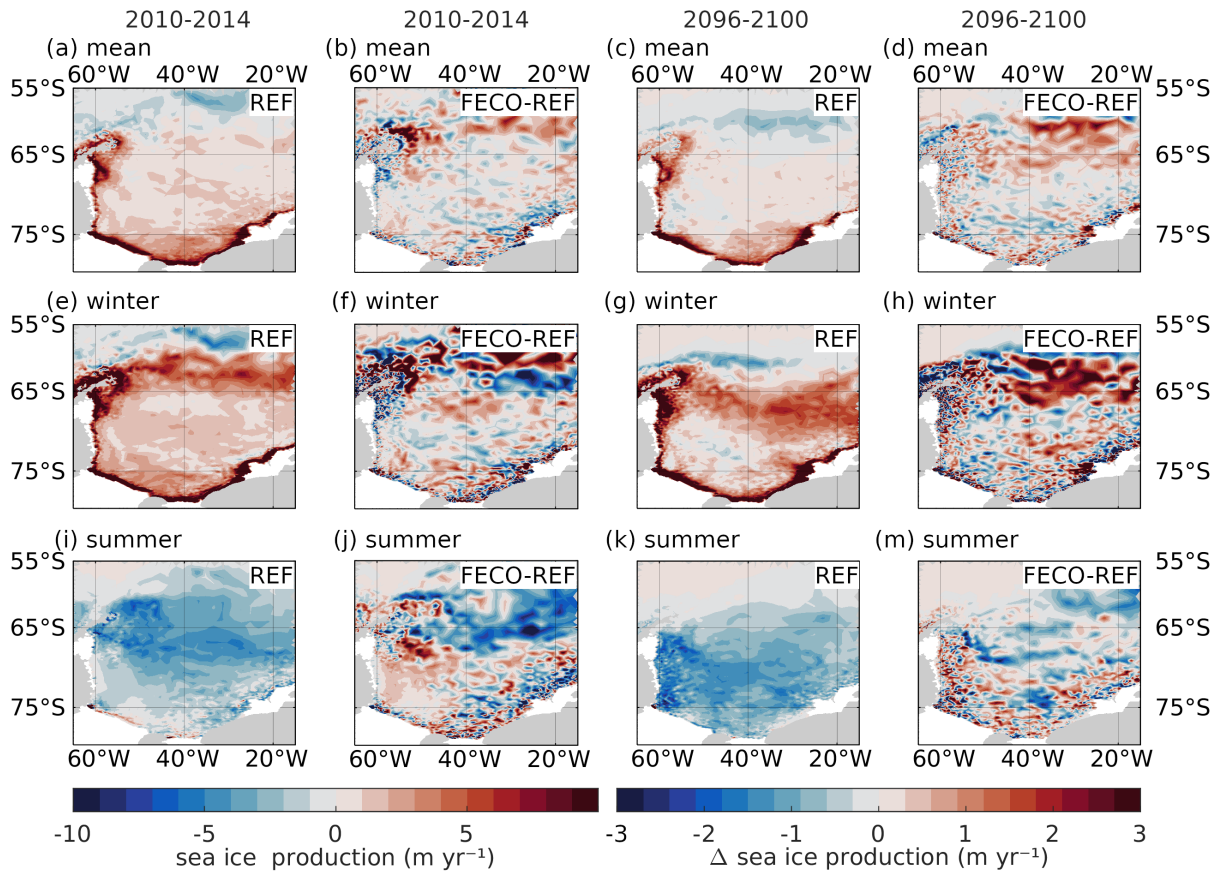 2010-2014 2010-2014 2096-2100 2096-2100
(a) mean (b) mean (c) mean (d) mean
60°W 40°W 20°W 60°W 40°W 20°W 60°W 40°W 20°W 60°W 40°W 20°W
55°S REF FECO-REF REF FECO-REF 55°S
65°S 65°S
75°S 75°S
(e) winter (f) winter (g) winter (h) winter
55°S REF FECO-REF REF FECO-REF 55°S
65°S 65°S
75°S 75°S
(i) summer (j) summer (k) summer (m) summer
55°S REF FECO-REF REF FECO-REF 55°S
65°S 65°S
75°S 75°S
60°W 40°W 20°W 60°W 40°W 20°W 60°W 40°W 20°W 60°W 40°W 20°W
-10 -5 0 5 -3 -2 -1 0 1 2 3
sea ice production (m yr⁻¹) Δ sea ice production (m yr⁻¹)